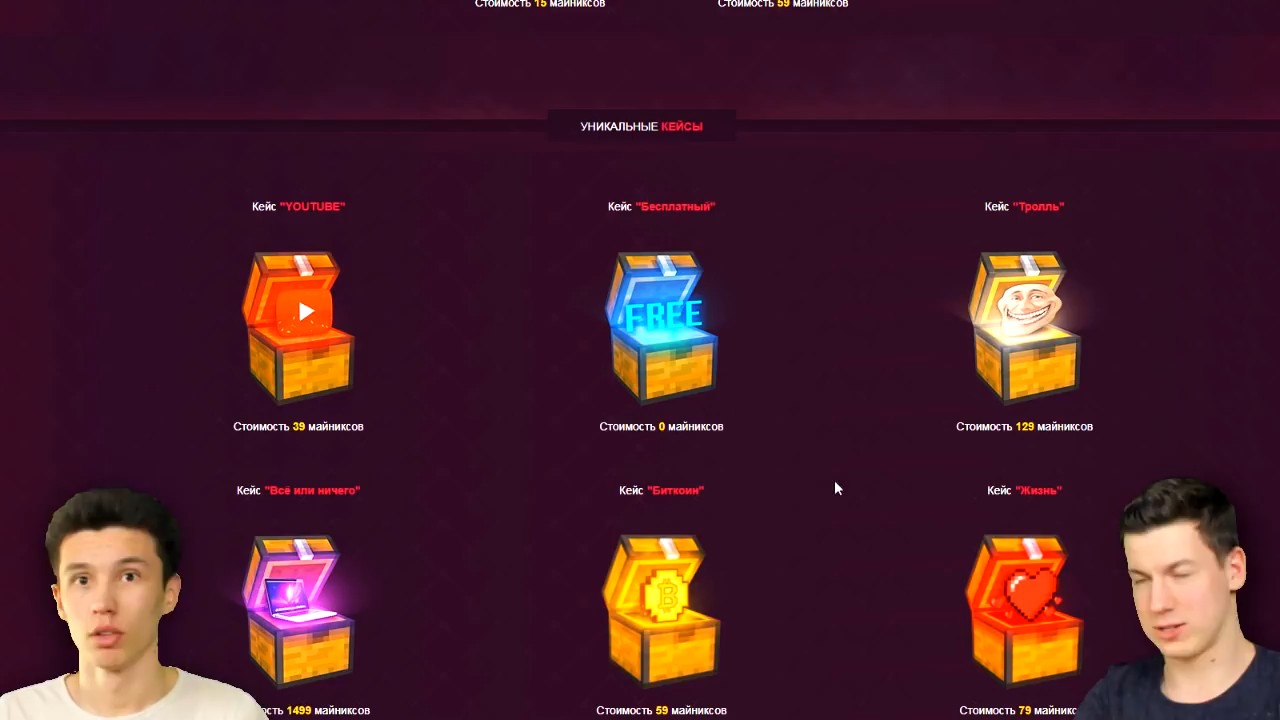 Стоимость 15 майниксов
Стоимость 59 майниксов
УНИКАЛЬНЫЕ КЕЙСЫ
Кейс "YOUTUBE"
Кейс "Бесплатный"
Кейс "Тролль"
FREE
Стоимость 39 майниксов
Стоимость 0 майниксов
Стоимость 129 майниксов
Кейс "Всё или ничего"
Кейс "Биткоин"
Кейс "Жизнь"
B
сть 1499 майниксов
Стоимость 59 майниксов
Стоимость 79 майникс